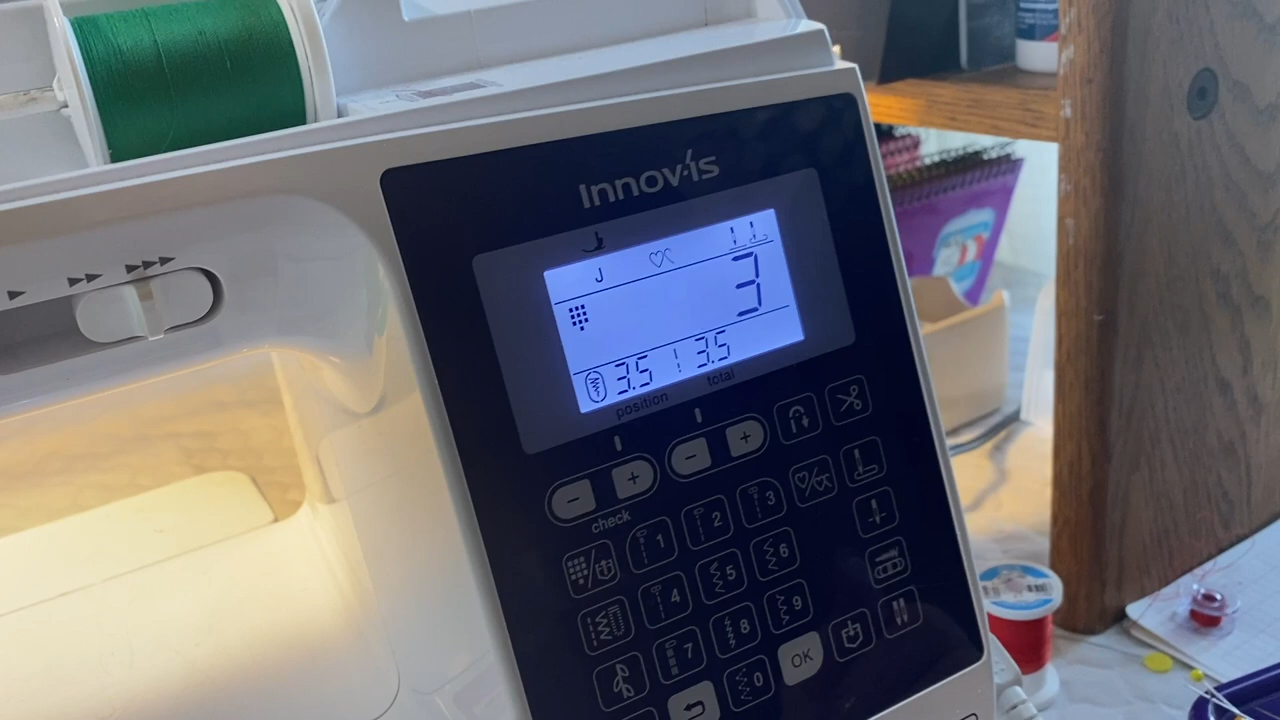 Innov-ís
J
3
3.5 3.5
position total
check
1 2 3
4 5 6
7 8 9
0 OK